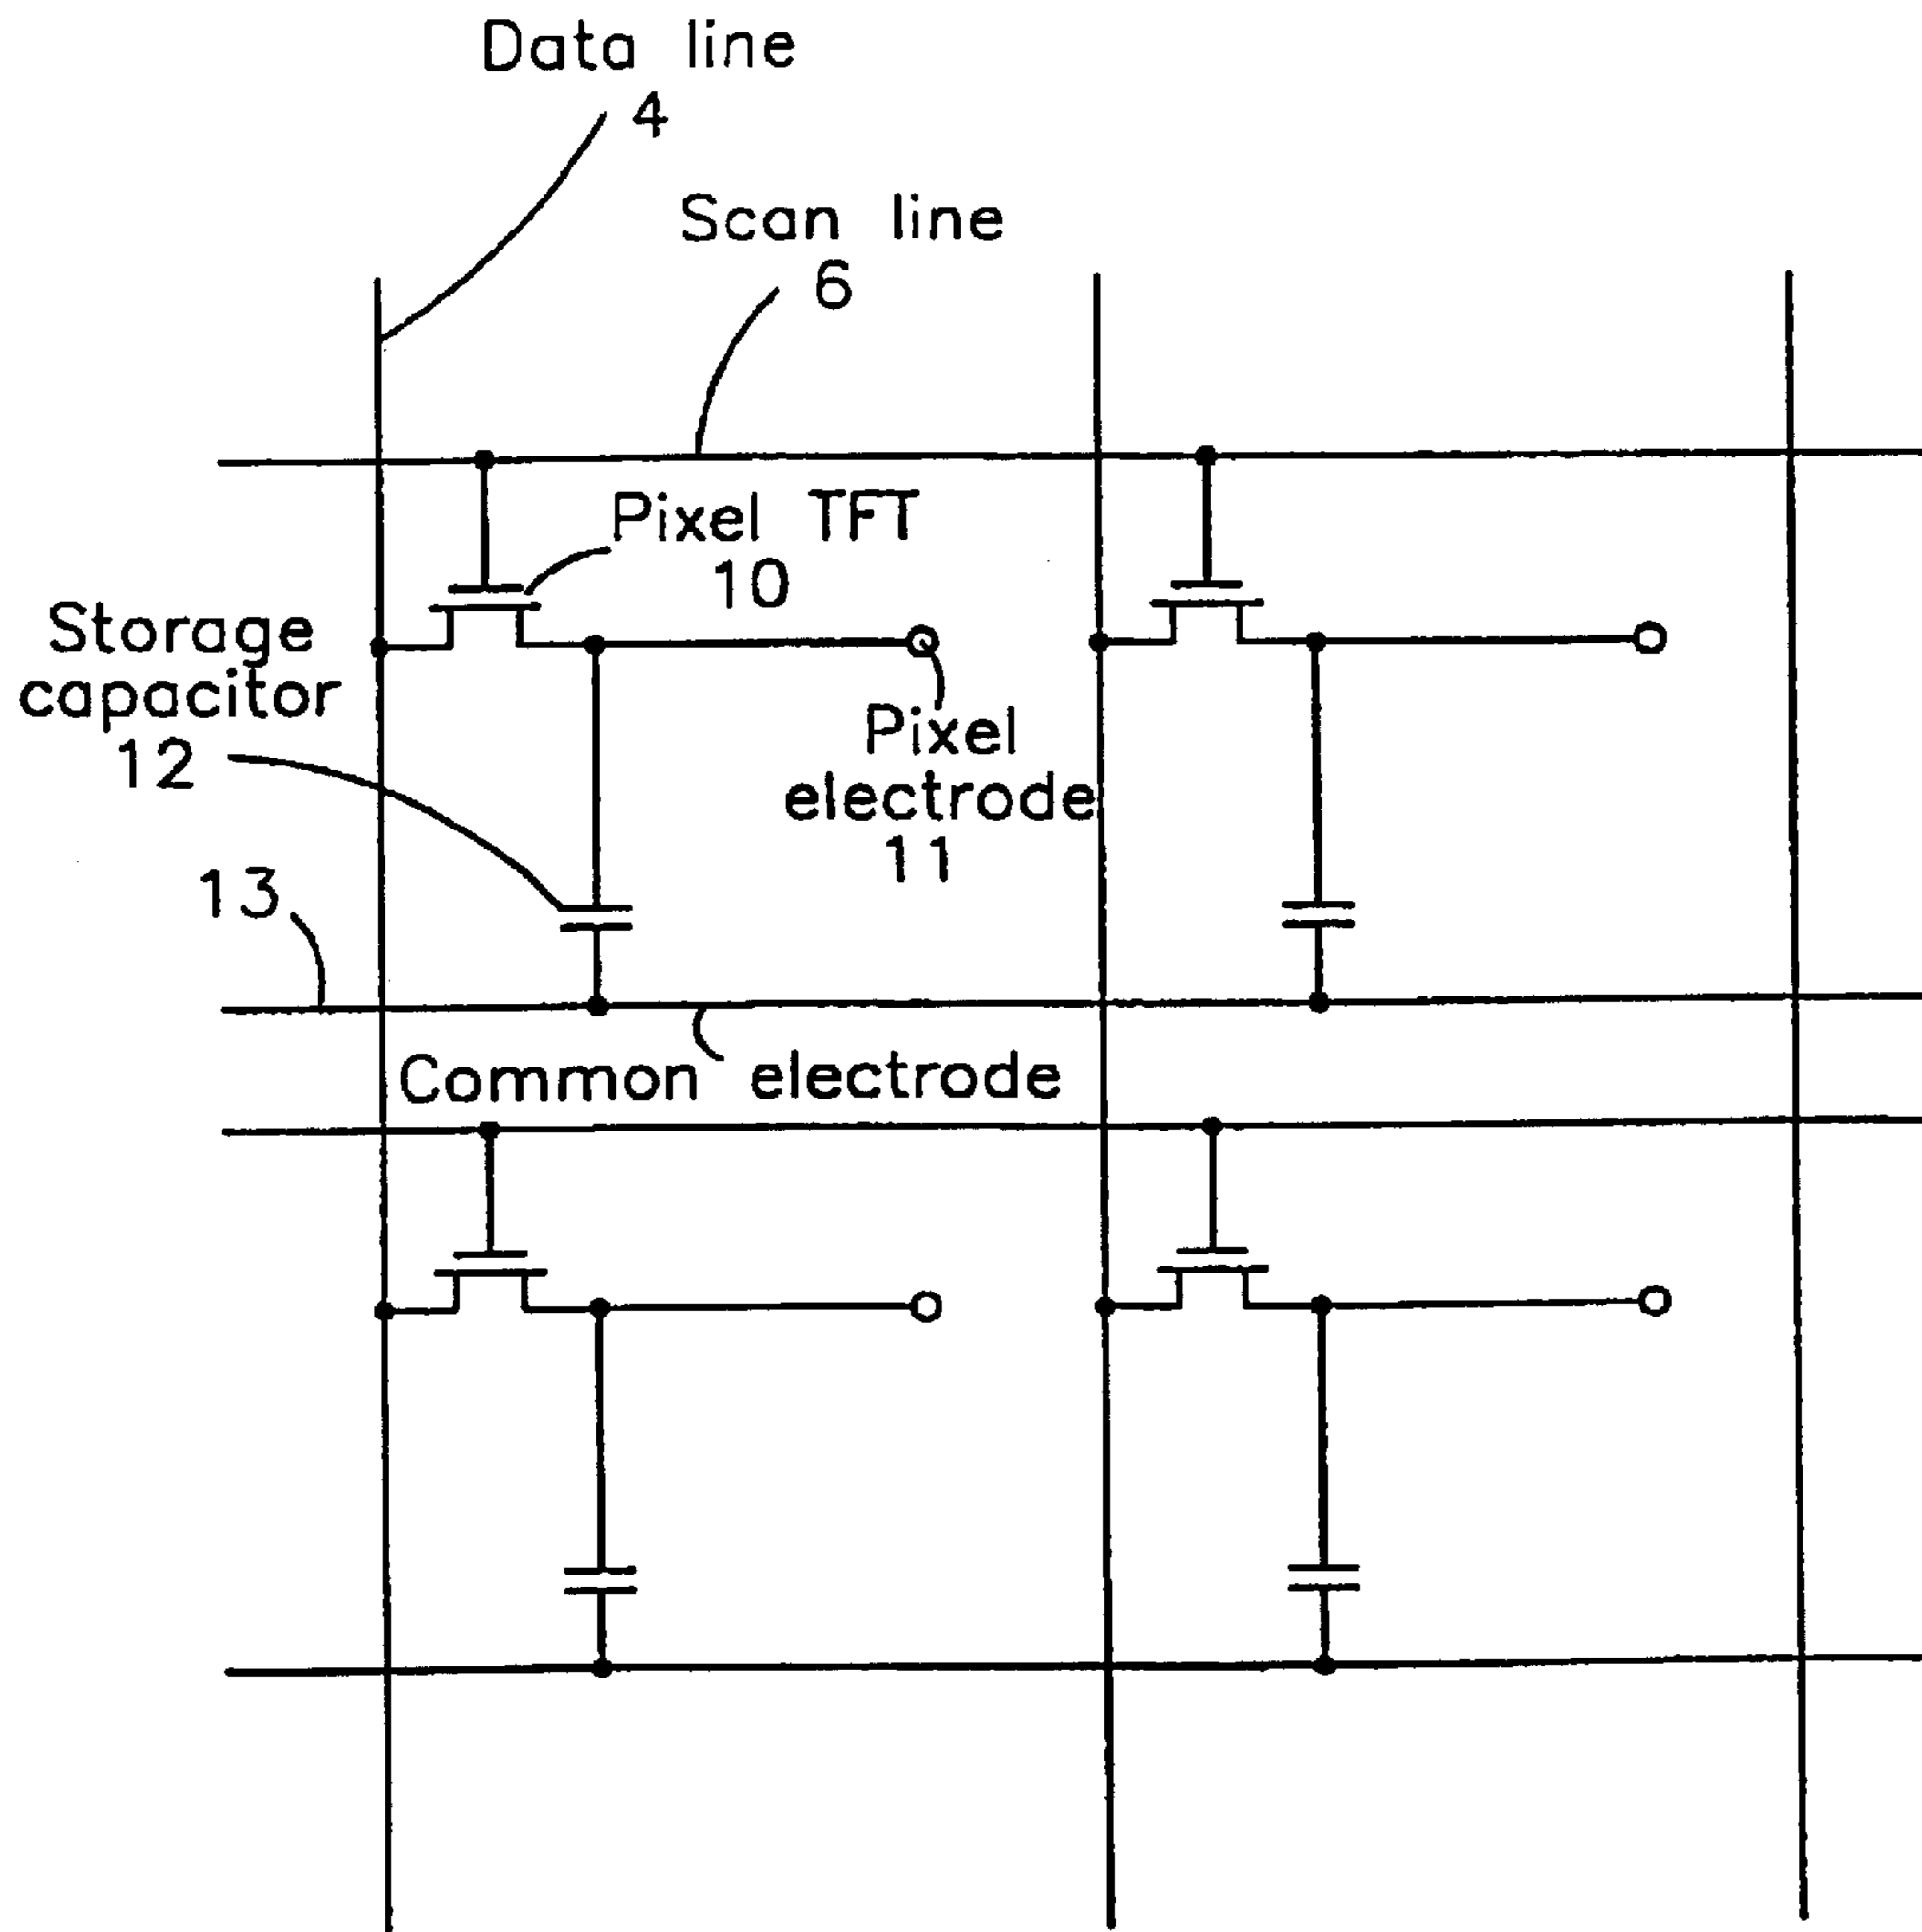 Data line
4
Scan line
6
Pixel TFT
10
Storage
capacitor
12
Pixel
electrode
11
13
Common electrode